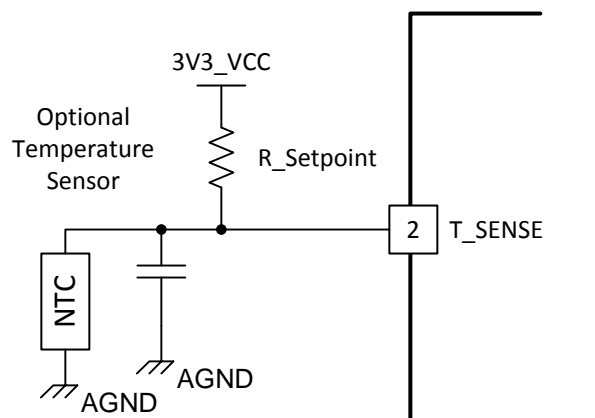 3V3_VCC
Optional
Temperature
Sensor
R_Setpoint
2
T_SENSE
NTC
AGND
AGND